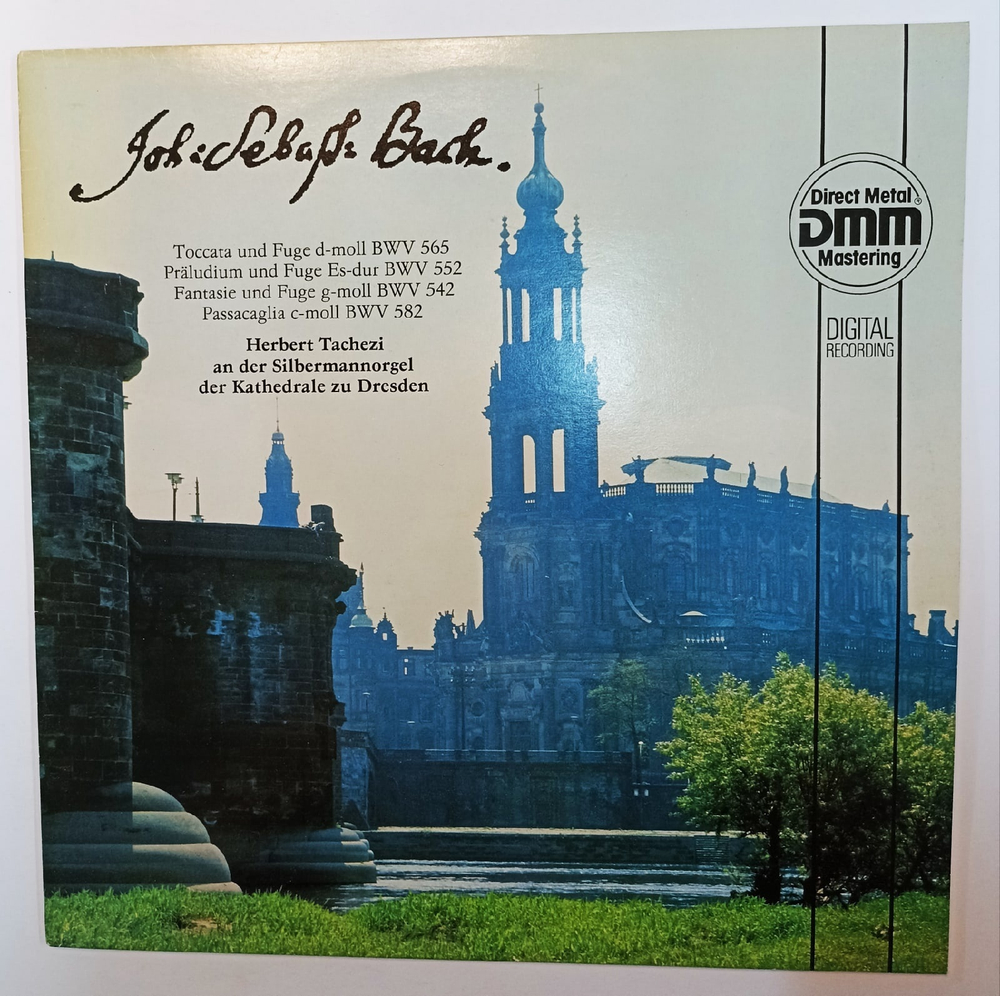 Joh: Sebast: Bach.
Toccata und Fuge d-moll BWV 565
Präludium und Fuge Es-dur BWV 552
Fantasie und Fuge g-moll BWV 542
Passacaglia c-moll BWV 582
Herbert Tachezi
an der Silbermannorgel
der Kathedrale zu Dresden
Direct Metal®
DMM
Mastering
DIGITAL
RECORDING